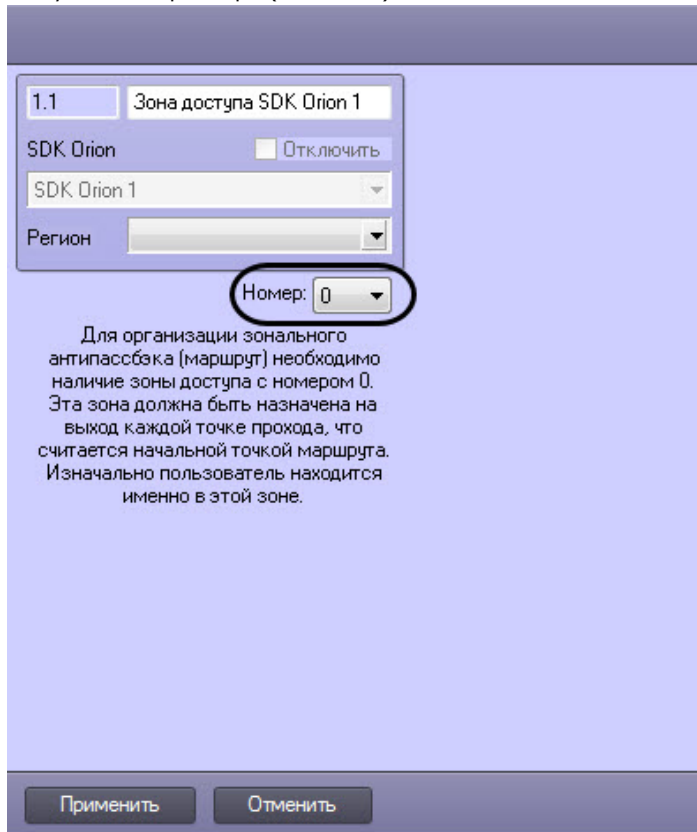 1.1 Зона доступа SDK Orion 1
SDK Orion Отключить
SDK Orion 1
Регион
Номер: 0
Для организации зонального
антипассбэка (маршрут) необходимо
наличие зоны доступа с номером 0.
Эта зона должна быть назначена на
выход каждой точке прохода, что
считается начальной точкой маршрута.
Изначально пользователь находится
именно в этой зоне.
Применить Отменить